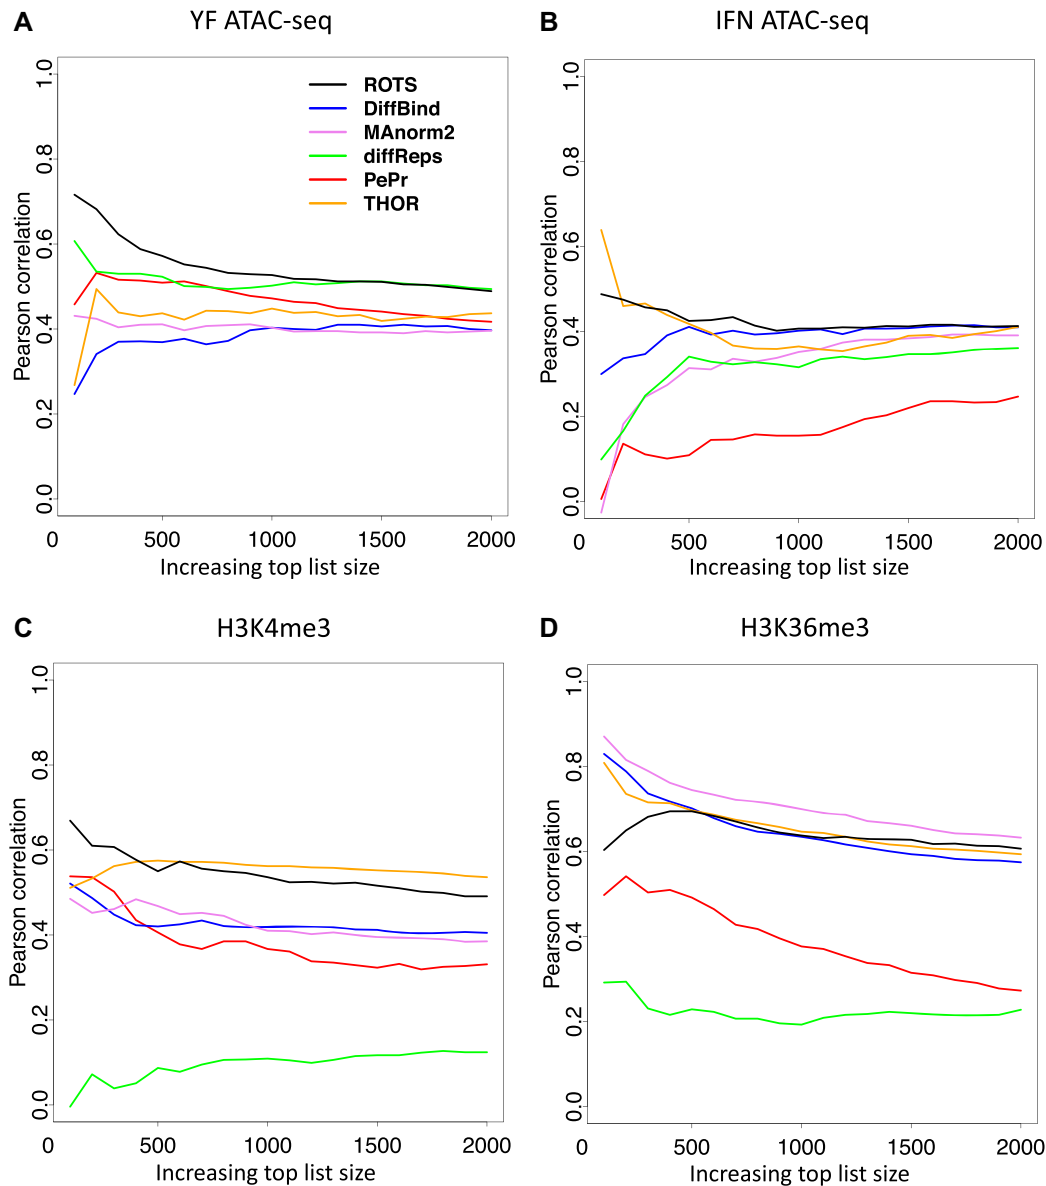 A
YF ATAC-seq
Pearson correlation
1.0
0.8
0.6
0.4
0.2
0.0
ROTS
DiffBind
MAnorm2
diffReps
PePr
THOR
0 500 1000 1500 2000
Increasing top list size
B
IFN ATAC-seq
Pearson correlation
1.0
0.8
0.6
0.4
0.2
0.0
0 500 1000 1500 2000
Increasing top list size
C
H3K4me3
Pearson correlation
1.0
0.8
0.6
0.4
0.2
0.0
0 500 1000 1500 2000
Increasing top list size
D
H3K36me3
Pearson correlation
1.0
0.8
0.6
0.4
0.2
0.0
0 500 1000 1500 2000
Increasing top list size